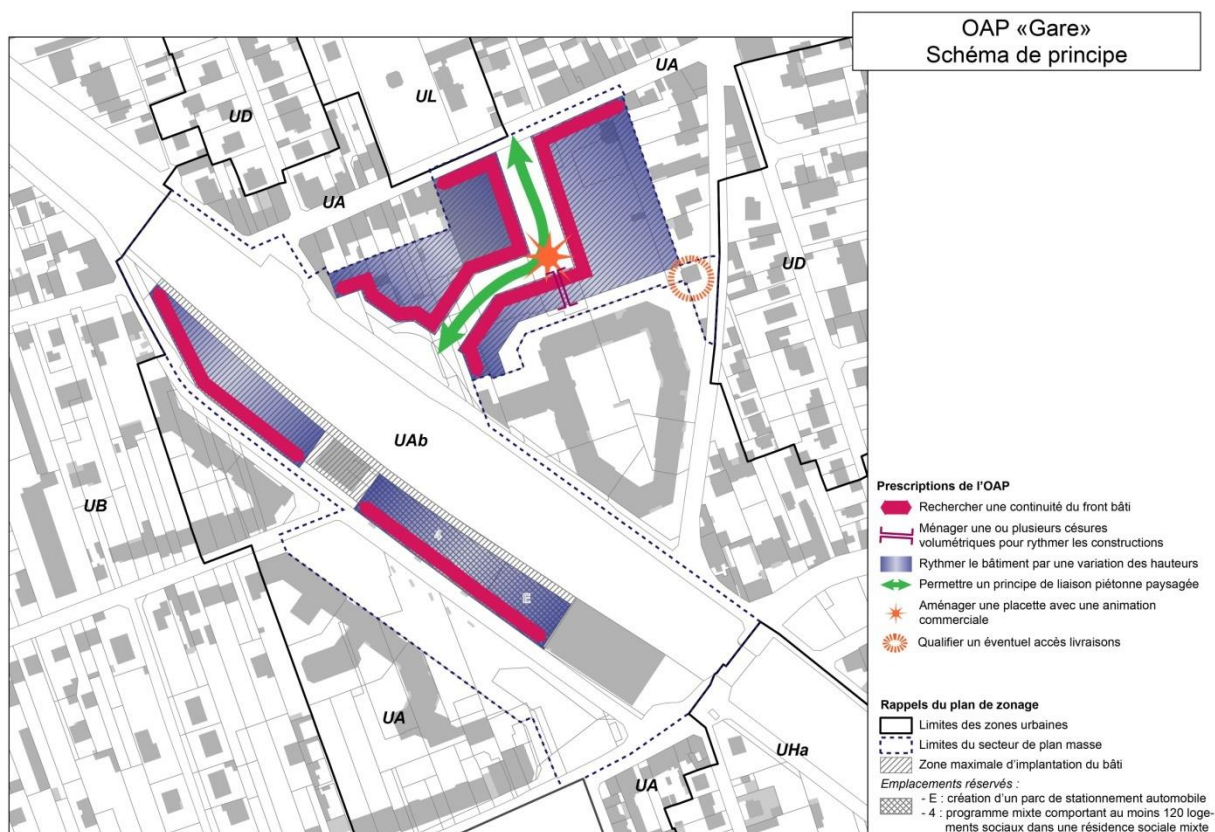 OAP «Gare»
Schéma de principe
UA
UL
UD
UA
UD
UAb
UB
4
E
UA
UHa
UA
Prescriptions de l'OAP
Rechercher une continuité du front bâti
Ménager une ou plusieurs césures
volumétriques pour rythmer les constructions
Rythmer le bâtiment par une variation des hauteurs
Permettre un principe de liaison piétonne paysagée
Aménager une placette avec une animation
commerciale
Qualifier un éventuel accès livraisons
Rappels du plan de zonage
Limites des zones urbaines
Limites du secteur de plan masse
Zone maximale d'implantation du bâti
Emplacements réservés :
- E : création d'un parc de stationnement automobile
- 4 : programme mixte comportant au moins 120 loge-
ments sociaux dans une résidence sociale mixte